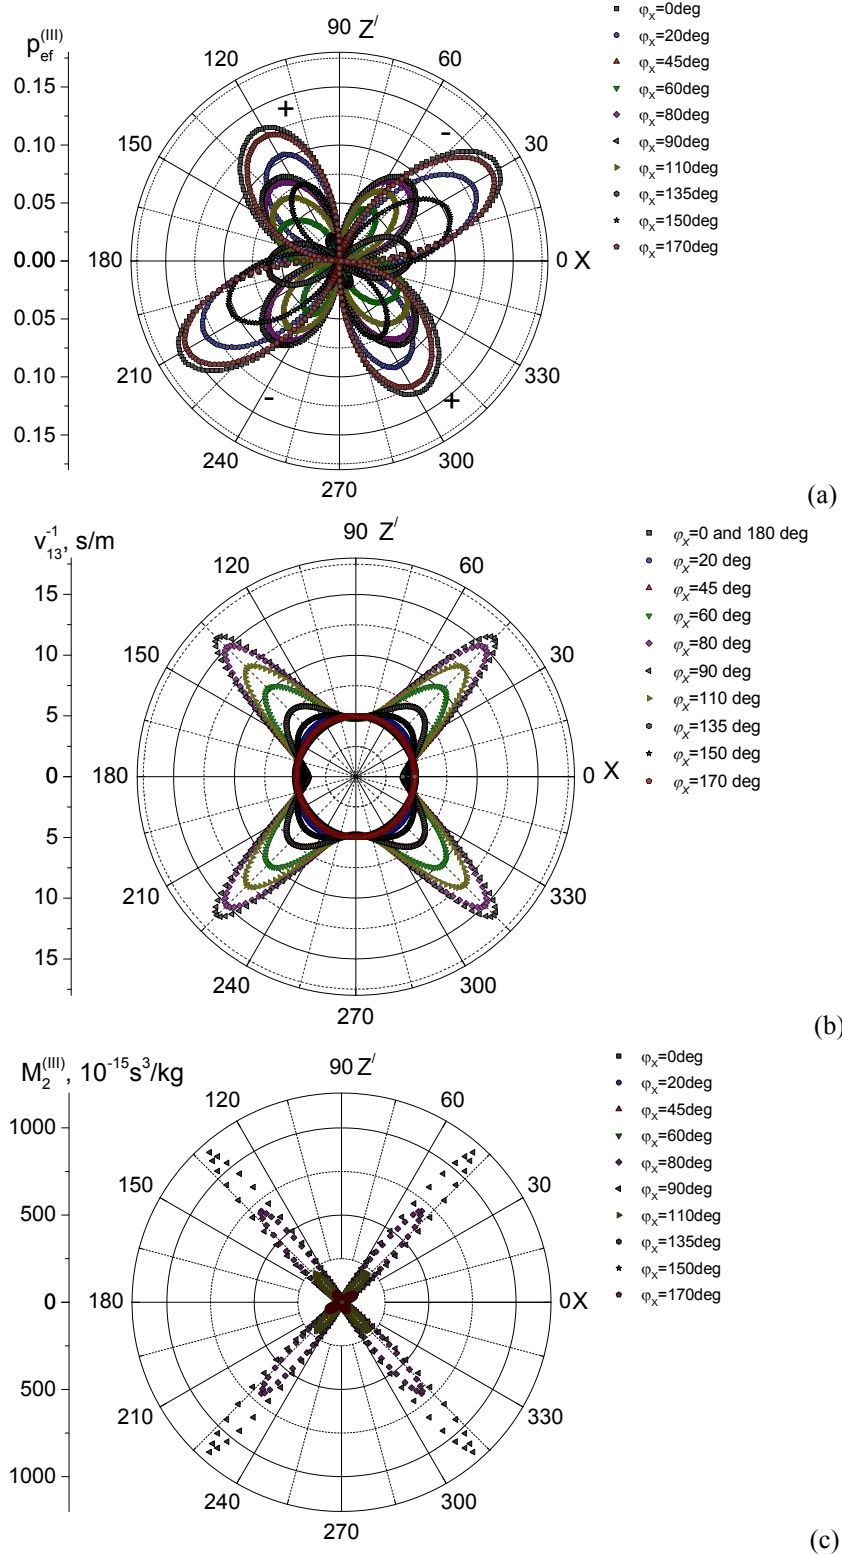 90 Z/
p_ef^(III)
120
60
0.15
0.10
150
30
0.05
0.00
180
0 X
0.05
0.10
210
330
0.15
240
300
270
+
-
-
+
φX=0deg
φX=20deg
φX=45deg
φX=60deg
φX=80deg
φX=90deg
φX=110deg
φX=135deg
φX=150deg
φX=170deg
(a)
v13^-1, s/m
90 Z/
120
60
15
10
150
30
5
0
180
0 X
5
10
210
330
15
240
300
270
φX=0 and 180 deg
φX=20 deg
φX=45 deg
φX=60 deg
φX=80 deg
φX=90 deg
φX=110 deg
φX=135 deg
φX=150 deg
φX=170 deg
(b)
M2^(III), 10^-15s^3/kg
90 Z/
120
60
1000
150
30
500
0
180
0X
500
210
330
1000
240
300
270
φX=0deg
φX=20deg
φX=45deg
φX=60deg
φX=80deg
φX=90deg
φX=110deg
φX=135deg
φX=150deg
φX=170deg
(c)